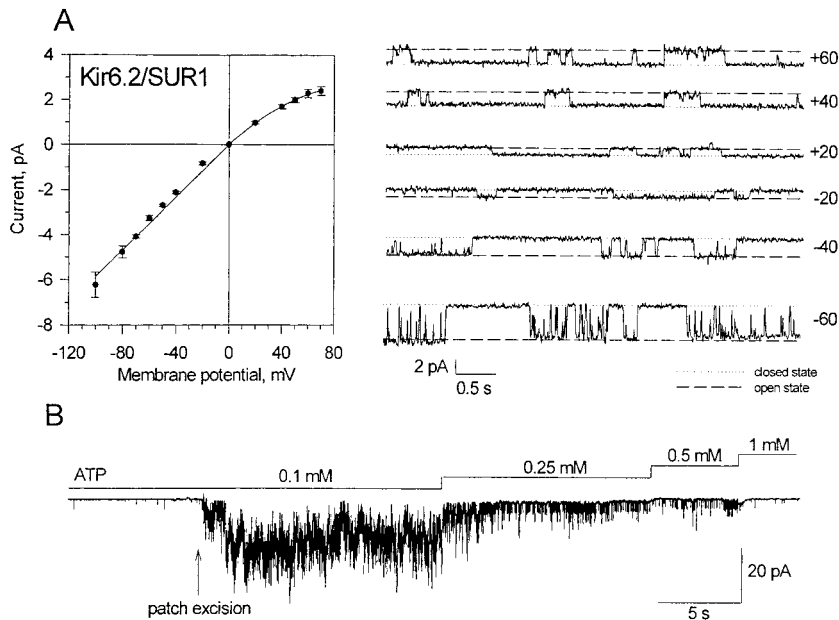 A
Kir6.2/SUR1
Current, pA
4
2
0
-2
-4
-6
-8
-120
-80
-40
0
40
80
Membrane potential, mV
+60
+40
+20
-20
-40
-60
2 pA
0.5 s
closed state
open state
B
ATP
0.1 mM
0.25 mM
0.5 mM
1 mM
patch excision
20 pA
5 s